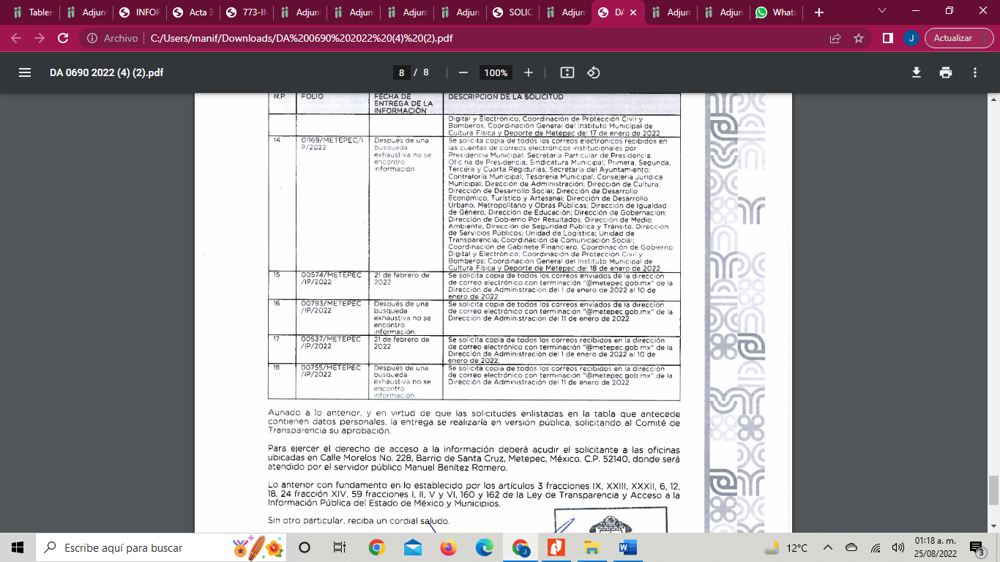 Tablero
Adjunt
INFOR
Acta 3
773-IM
Adjunt
Adjunt
Adjun
Adjun
SOLIC
Adjun
DA
Adjun
Adjun
Whats
Archivo
C:/Users/manif/Downloads/DA%200690%202022%20(4)%20(2).pdf
J
Actualizar
DA 0690 2022 (4) (2).pdf
8 / 8
100%
N.P.
FOLIO
FECHA DE
ENTREGA DE LA
INFORMACIÓN
DESCRIPCION DE LA SOLICITUD
Digital y Electrónico; Coordinación de Protección Civil y
Bomberos; Coordinación General del Instituto Municipal de
Cultura Física y Deporte de Metepec del 17 de enero de 2022
14
01169/METEPEC/I
P/2022
Después de una
búsqueda
exhaustiva no se
encontro
información
Se solicita copia de todos los correos electrónicos recibidos en
las cuentas de correos electrónicos institucionales por:
Presidencia Municipal; Secretaria Particular de Presidencia;
Oficina de Presidencia; Sindicatura Municipal; Primera, Segunda,
Tercera y Cuarta Regidurías; Secretaría del Ayuntamiento;
Contraloría Municipal; Tesorería Municipal; Consejería Jurídica
Municipal; Dirección de Administración; Dirección de Cultura;
Dirección de Desarrollo Social; Dirección de Desarrollo
Económico, Turístico y Artesanal; Dirección de Desarrollo
Urbano, Metropolitano y Obras Públicas; Dirección de Igualdad
de Género, Dirección de Educación; Dirección de Gobernación;
Dirección de Gobierno Por Resultados; Dirección de Medio
Ambiente; Dirección de Seguridad Pública y Tránsito; Dirección
de Servicios Públicos; Unidad de Logística; Unidad de
Transparencia; Coordinación de Comunicación Social;
Coordinación de Gabinete Financiero, Coordinación de Gobierno
Digital y Electrónico; Coordinación de Protección Civil y
Bomberos; Coordinación General del Instituto Municipal de
Cultura Física y Deporte de Metepec del 18 de enero de 2022
15
00574/METEPEC
/IP/2022
21 de febrero de
2022
Se solicita copia de todos los correos enviados de la dirección
de correo electrónico con terminación "@metepec.gob.mx" de la
Dirección de Administración del 1 de enero de 2022 al 10 de
enero de 2022.
16
00793/METEPEC
/IP/2022
Después de una
búsqueda
exhaustiva no se
encontró
información.
Se solicita copia de todos los correos enviados de la dirección
de correo electrónico con terminación "@metepec.gob.mx" de la
Dirección de Administración del 11 de enero de 2022.
17
00537/METEPEC
/IP/2022
21 de febrero de
2022
Se solicita copia de todos los correos recibidos en la dirección
de correo electrónico con terminación "@metepec.gob.mx" de la
Dirección de Administración del 1 de enero de 2022 al 10 de
enero de 2022.
18
00755/METEPEC
/IP/2022
Después de una
busqueda
exhaustiva no se
encontro
información.
Se solicita copia de todos los correos recibidos en la dirección
de correo electrónico con terminación "@metepec.gob.mx" de la
Dirección de Administración del 11 de enero de 2022
Aunado a lo anterior, y en virtud de que las solicitudes enlistadas en la tabla que antecede
contienen datos personales, la entrega se realizaría en versión pública, solicitando al Comité de
Transparencia su aprobación.
Para ejercer el derecho de acceso a la información deberá acudir el solicitante a las oficinas
ubicadas en Calle Morelos No. 228, Barrio de Santa Cruz, Metepec, México. C.P. 52140, donde será
atendido por el servidor público Manuel Benítez Romero.
Lo anterior con fundamento en lo establecido por los artículos 3 fracciones IX, XXIII, XXXII, 6, 12,
18, 24 fracción XIV, 59 fracciones I, II, V y VI, 160 y 162 de la Ley de Transparencia y Acceso a la
Información Pública del Estado de México y Municipios.
Sin otro particular, reciba un cordial saludo.
Escribe aquí para buscar
12°C
01:18 a. m.
25/08/2022
3